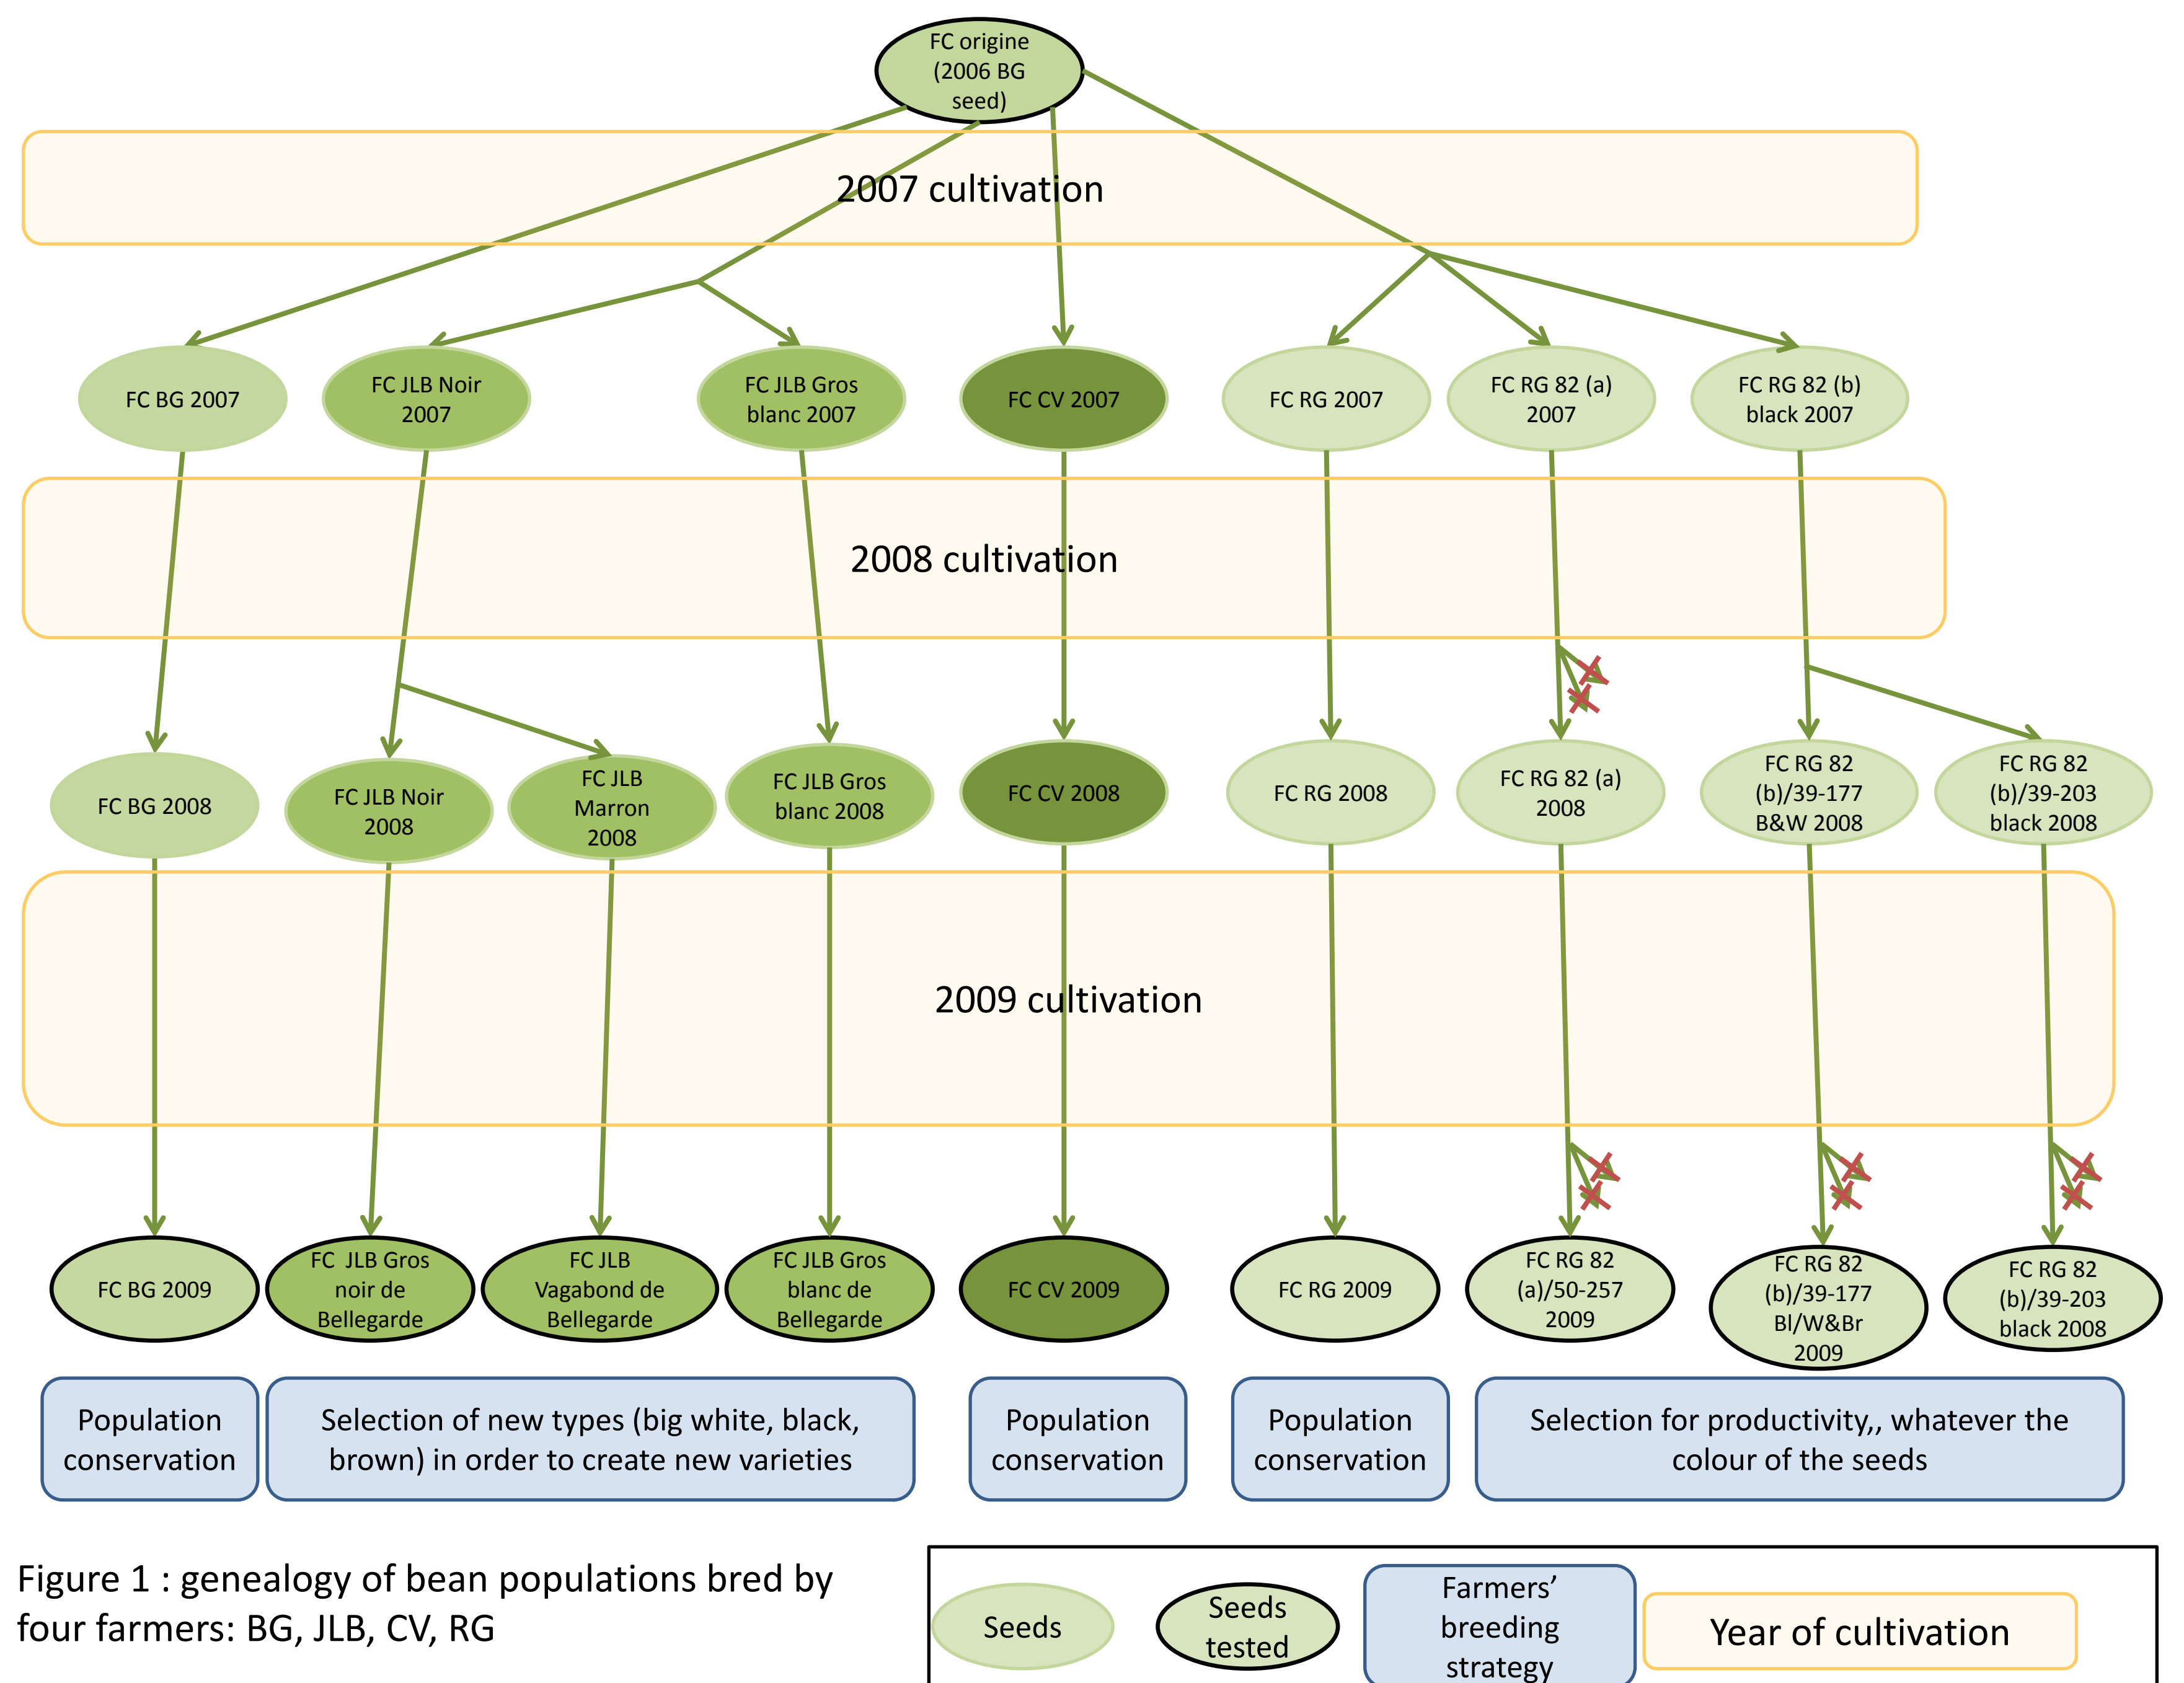 FC origine
(2006 BG
seed)
2007 cultivation
FC BG 2007
FC JLB Noir
2007
FC JLB Gros
blanc 2007
FC CV 2007
FC RG 2007
FC RG 82 (a)
2007
FC RG 82 (b)
black 2007
2008 cultivation
FC BG 2008
FC JLB Noir
2008
FC JLB
Marron
2008
FC JLB Gros
blanc 2008
FC CV 2008
FC RG 2008
FC RG 82 (a)
2008
FC RG 82
(b)/39-177
B&W 2008
FC RG 82
(b)/39-203
black 2008
2009 cultivation
FC BG 2009
FC JLB Gros
noir de
Bellegarde
FC JLB
Vagabond de
Bellegarde
FC JLB Gros
blanc de
Bellegarde
FC CV 2009
FC RG 2009
FC RG 82
(a)/50-257
2009
FC RG 82
(b)/39-177
Bl/W&Br
2009
FC RG 82
(b)/39-203
black 2008
Population
conservation
Selection of new types (big white, black,
brown) in order to create new varieties
Population
conservation
Population
conservation
Selection for productivity,, whatever the
colour of the seeds
Figure 1 : genealogy of bean populations bred by
four farmers: BG, JLB, CV, RG
Seeds
Seeds
tested
Farmers’
breeding
strategy
Year of cultivation